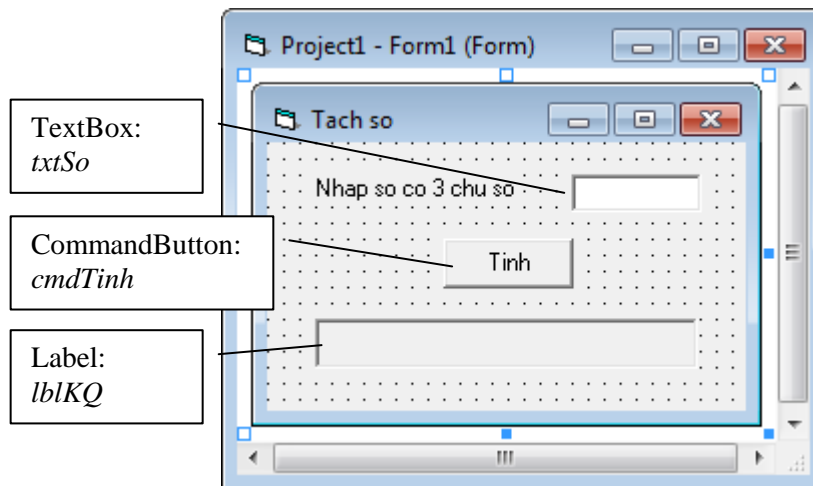 Project1 - Form1 (Form)
TextBox:
txtSo
Tach so
Nhap so co 3 chu so
CommandButton:
cmdTinh
Tinh
Label:
lblKQ